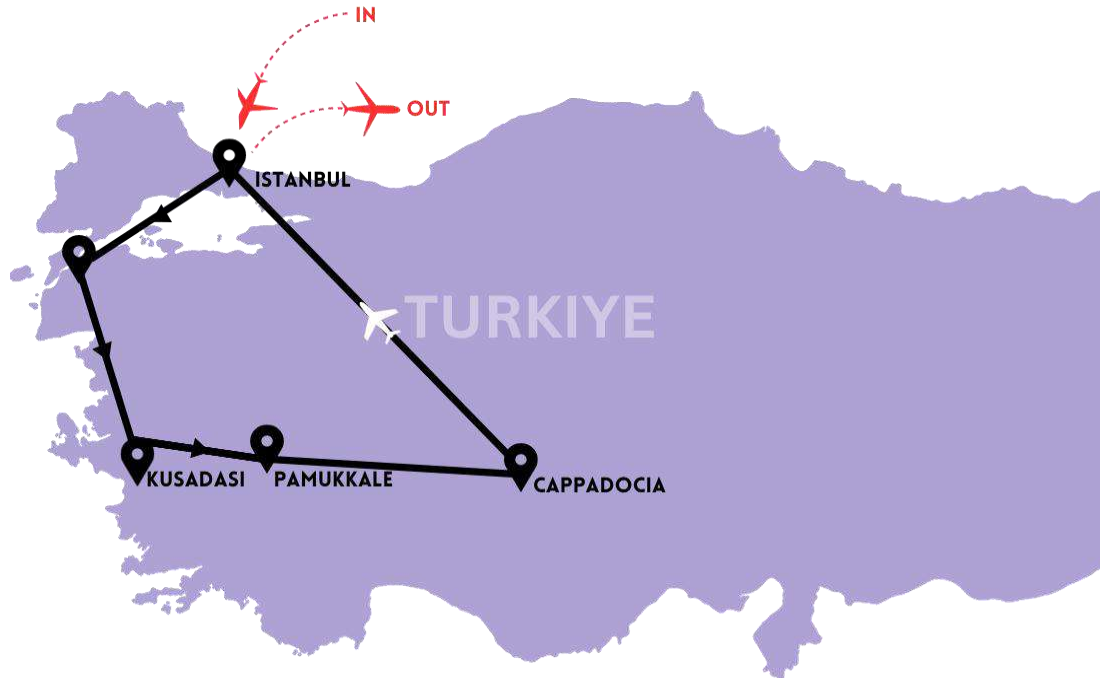 IN
OUT
ISTANBUL
TURKIYE
KUSADASI
PAMUKKALE
CAPPADOCIA